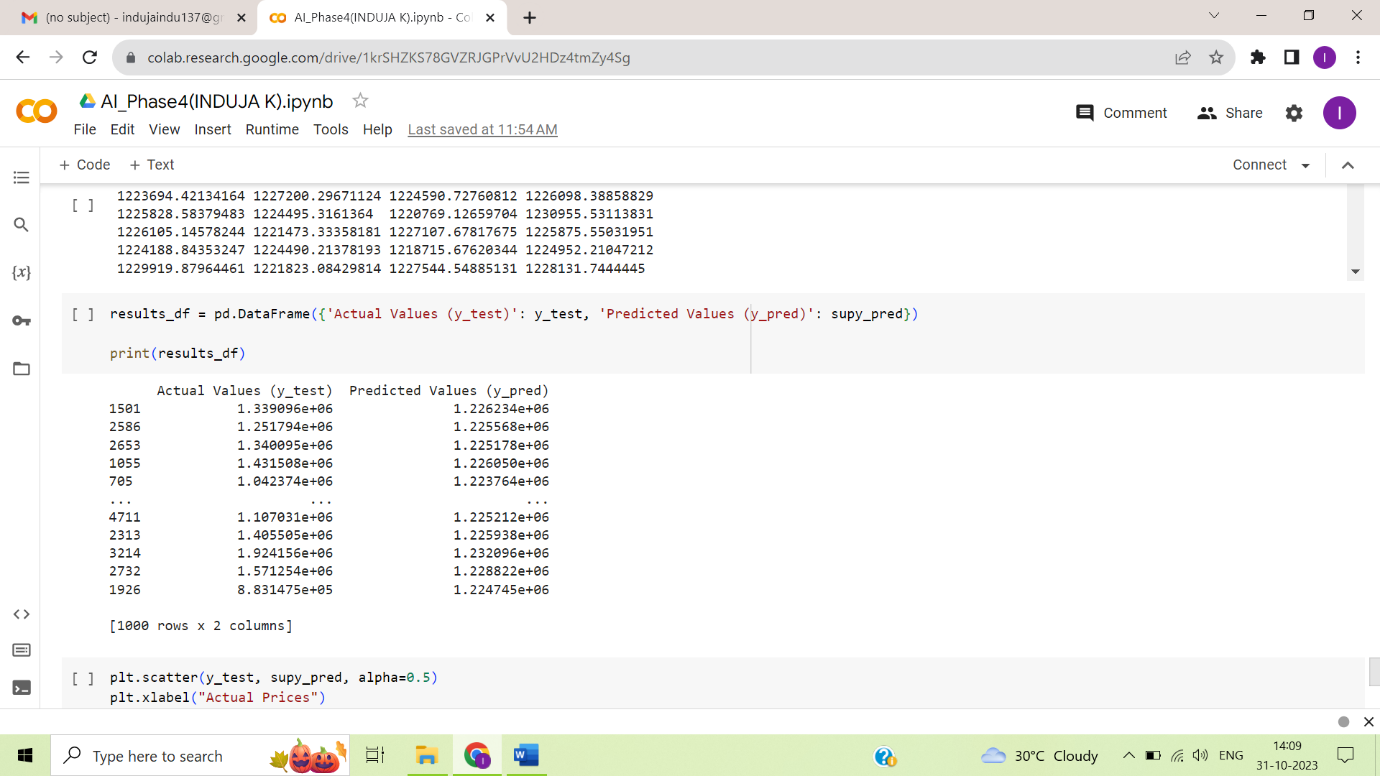 (no subject) - indujaindu137@g
AI_Phase4(INDUJA K).ipynb - Co
colab.research.google.com/drive/1krSHZKS78GVZRJGPrVvU2HDz4tmZy4Sg
I
AI_Phase4(INDUJA K).ipynb
File Edit View Insert Runtime Tools Help Last saved at 11:54 AM
Comment Share I
+ Code + Text
Connect
{x}
[ ]
1223694.42134164 1227200.29671124 1224590.72760812 1226098.38858829
1225828.58379483 1224495.3161364 1220769.12659704 1230955.53113831
1226105.14578244 1221473.33358181 1227107.67817675 1225875.55031951
1224188.84353247 1224490.21378193 1218715.67620344 1224952.21047212
1229919.87964461 1221823.08429814 1227544.54885131 1228131.7444445
[ ] results_df = pd.DataFrame({'Actual Values (y_test)': y_test, 'Predicted Values (y_pred)': supy_pred})
print(results_df)
Actual Values (y_test) Predicted Values (y_pred)
1501 1.339096e+06 1.226234e+06
2586 1.251794e+06 1.225568e+06
2653 1.340095e+06 1.225178e+06
1055 1.431508e+06 1.226050e+06
705 1.042374e+06 1.223764e+06
... ... ...
4711 1.107031e+06 1.225212e+06
2313 1.405505e+06 1.225938e+06
3214 1.924156e+06 1.232096e+06
2732 1.571254e+06 1.228822e+06
1926 8.831475e+05 1.224745e+06
[1000 rows x 2 columns]
[ ] plt.scatter(y_test, supy_pred, alpha=0.5)
plt.xlabel("Actual Prices")
Type here to search
30°C Cloudy
ENG
14:09
31-10-2023